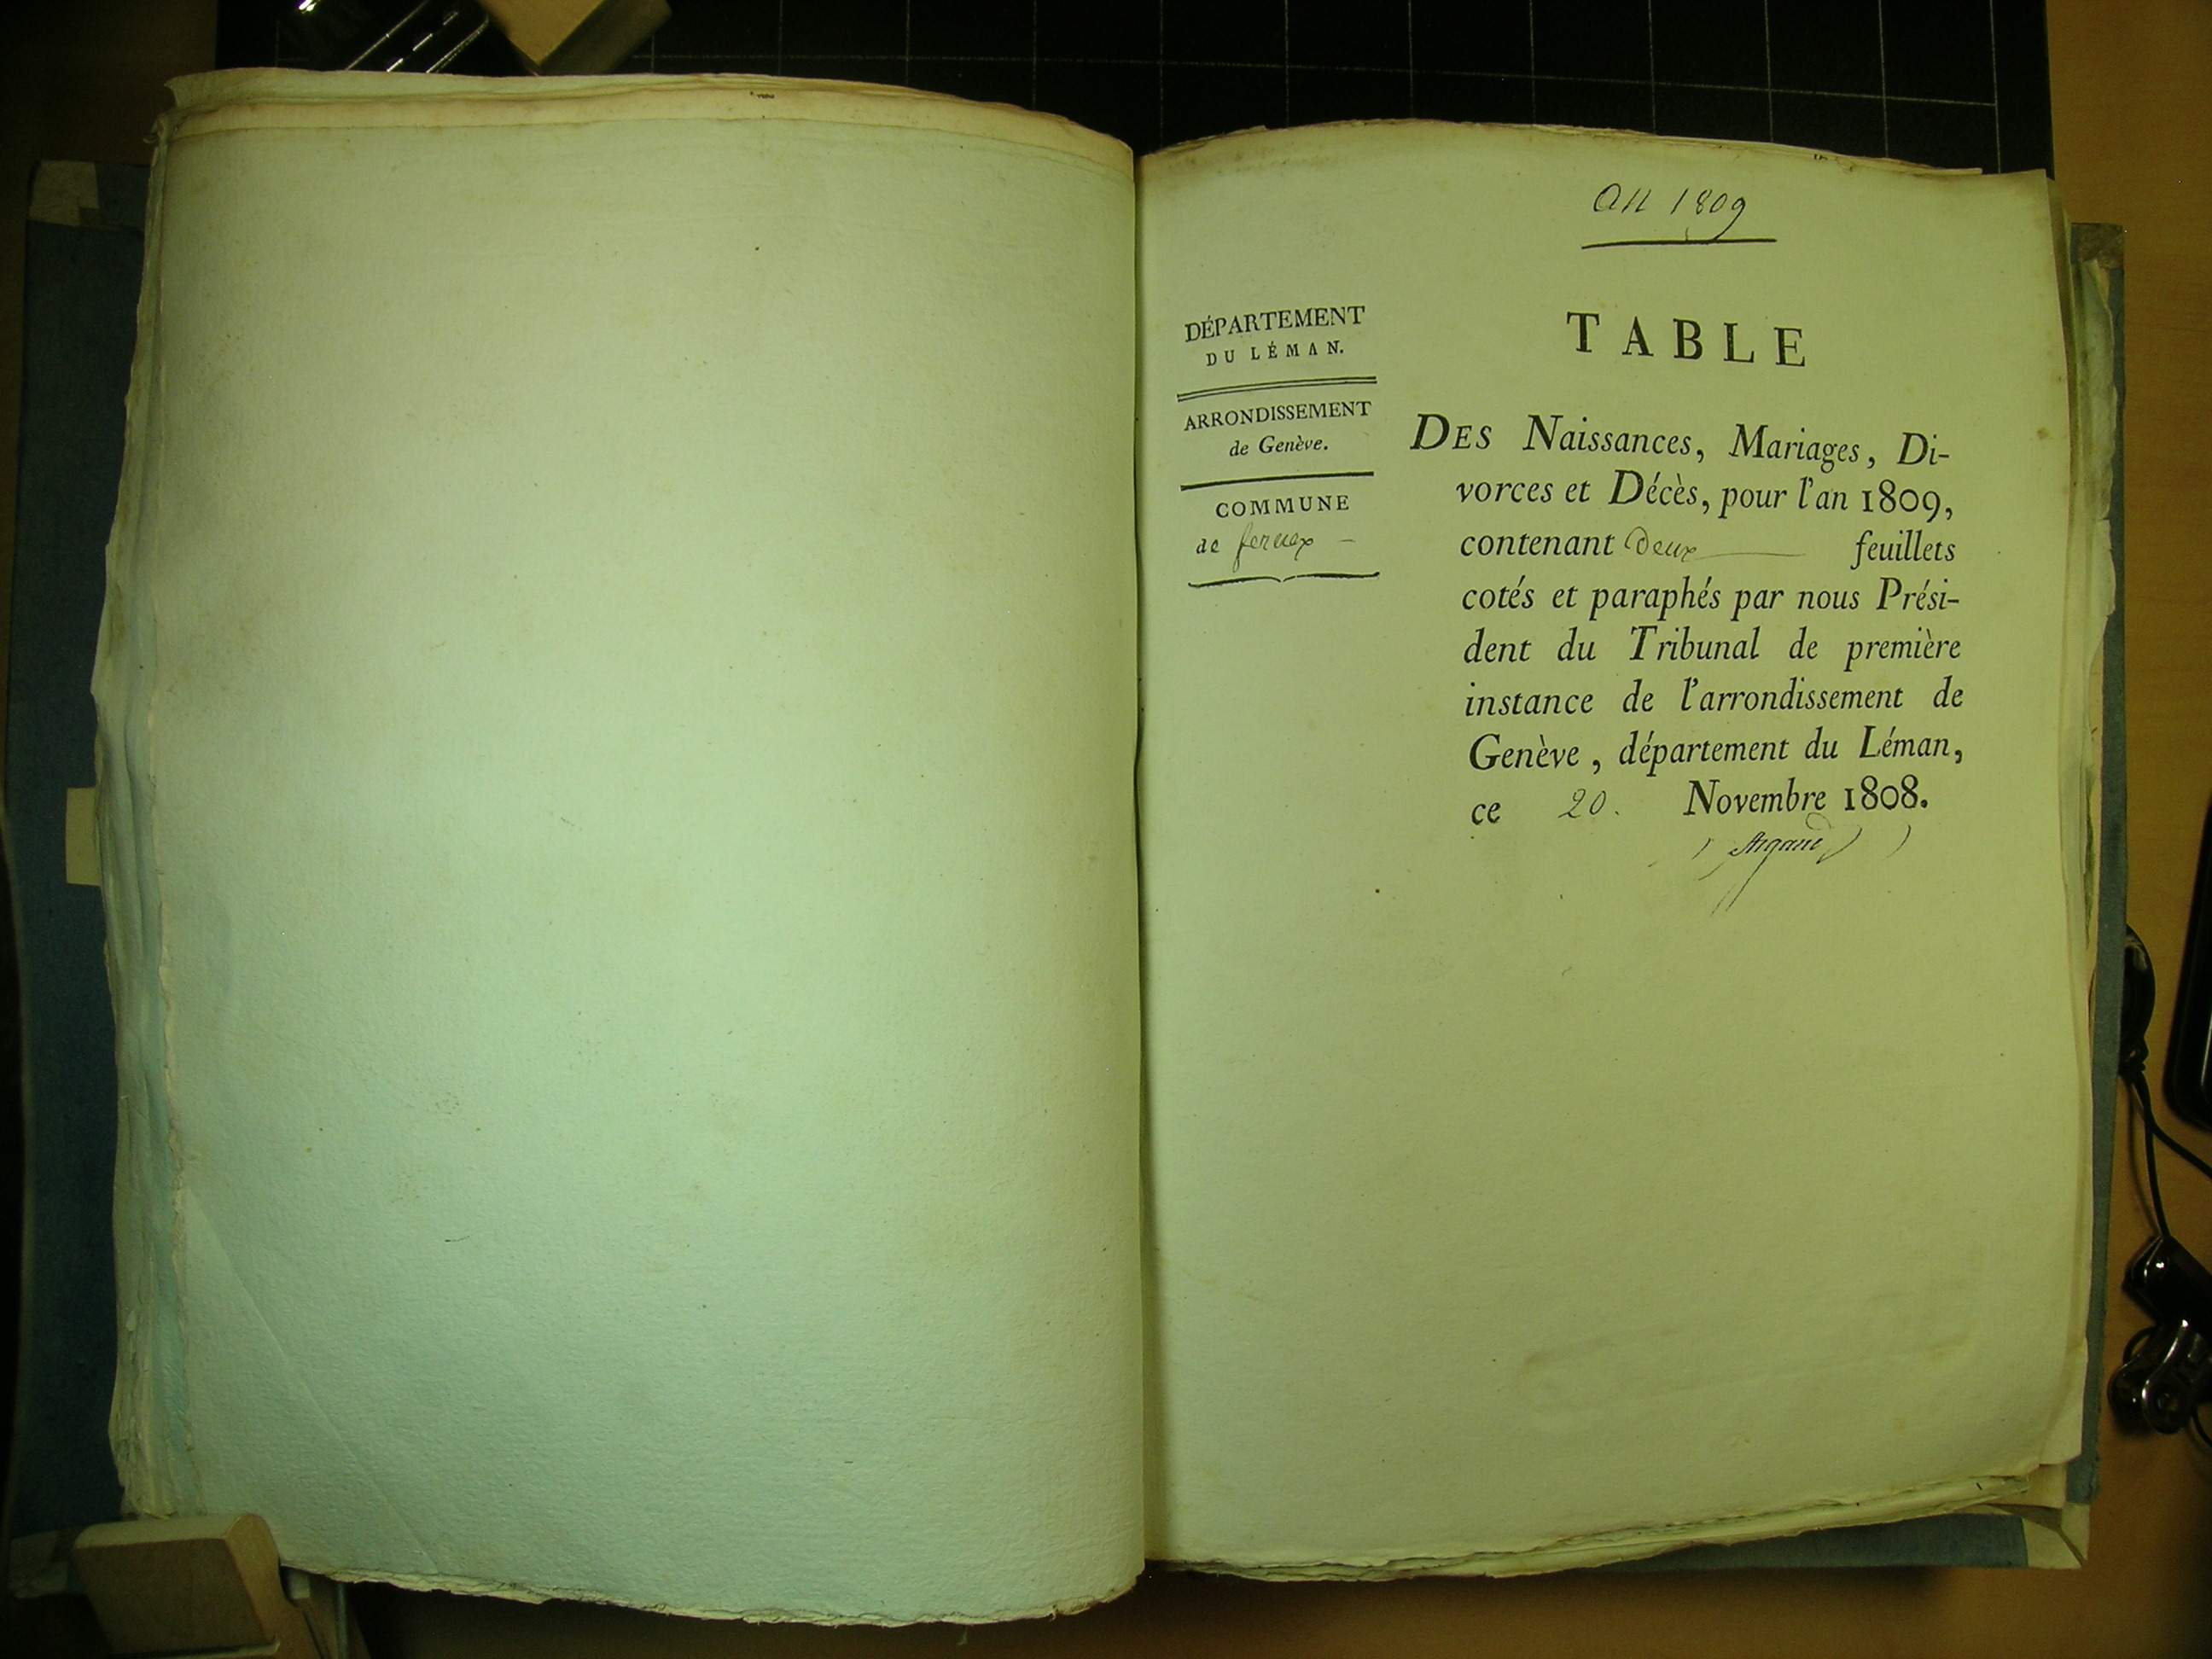 an 1809
DÉPARTEMENT
DU LÉMAN.
ARRONDISSEMENT
de Genève.
COMMUNE
de fernex -
TABLE
DES Naissances, Mariages, Di-
vorces et Décès, pour l'an 1809,
contenant Deux feuillets
cotés et paraphés par nous Prési-
dent du Tribunal de première
instance de l'arrondissement de
Genève, département du Léman,
ce 20. Novembre 1808.
Argand